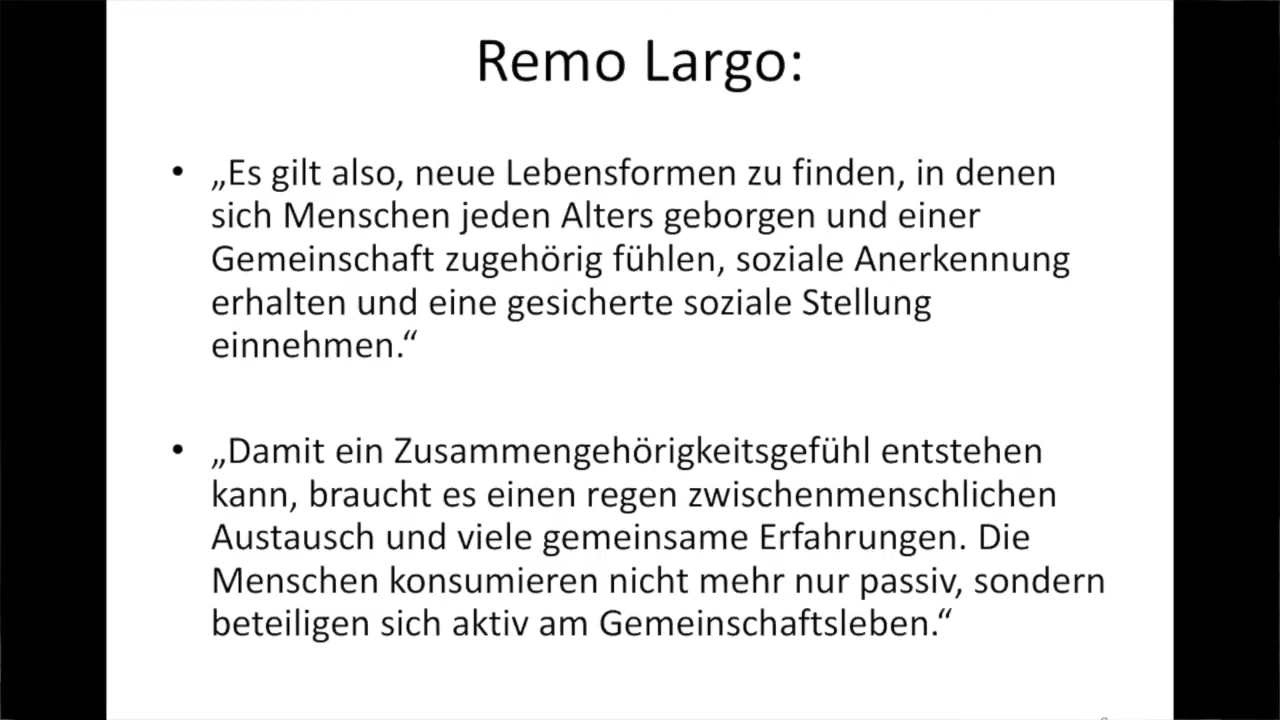 Remo Largo:
• „Es gilt also, neue Lebensformen zu finden, in denen
sich Menschen jeden Alters geborgen und einer
Gemeinschaft zugehörig fühlen, soziale Anerkennung
erhalten und eine gesicherte soziale Stellung
einnehmen.“
• „Damit ein Zusammengehörigkeitsgefühl entstehen
kann, braucht es einen regen zwischenmenschlichen
Austausch und viele gemeinsame Erfahrungen. Die
Menschen konsumieren nicht mehr nur passiv, sondern
beteiligen sich aktiv am Gemeinschaftsleben.“